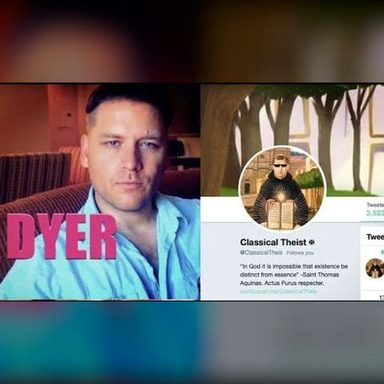 DYER
Classical Theist ✠
@ClassicalTheis Follows you
"In God it is impossible that existence be
distinct from essence" -Saint Thomas
Aquinas, Actus Purus respecter.
Tweets
3,523
Twee